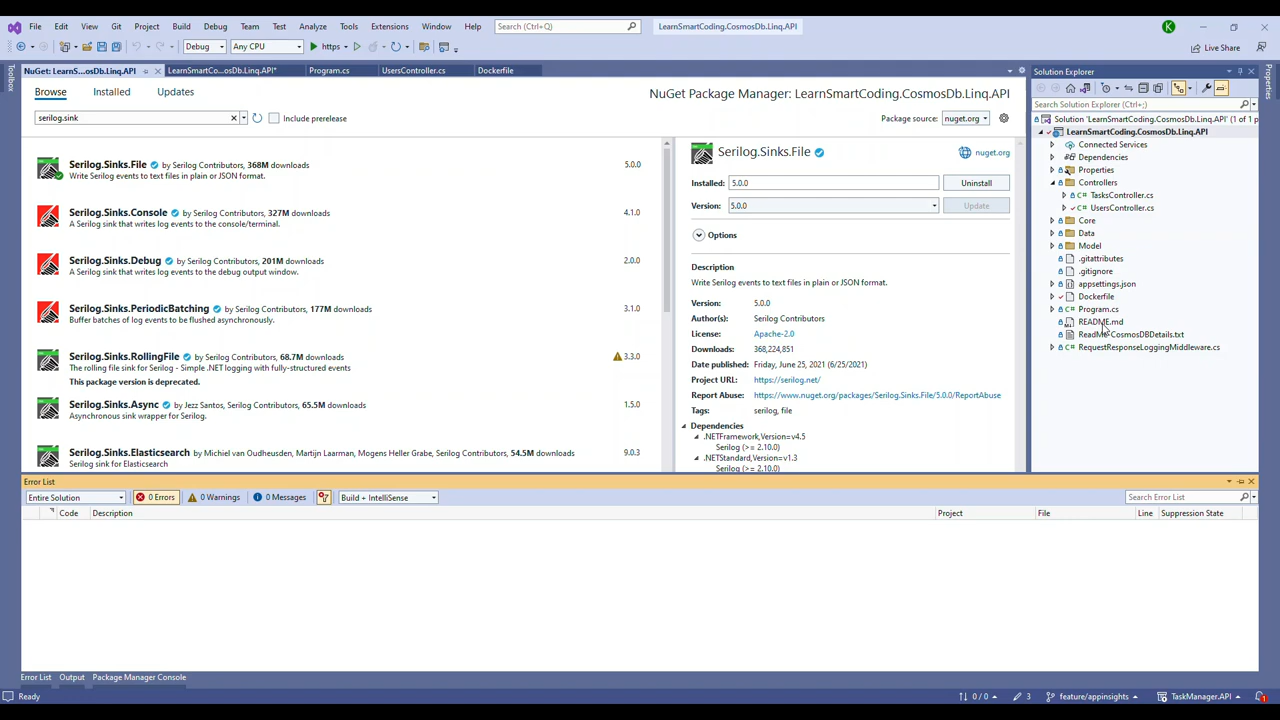 File Edit View Git Project Build Debug Team Test Analyze Tools Extensions Window Help Search (Ctrl+Q) LearnSmartCoding.CosmosDb.Linq.API K
Debug Any CPU https Live Share
Toolbox
NuGet: LearnS...osDb.Linq.API LearnSmartCo...osDb.Linq.API* Program.cs UsersController.cs Dockerfile
Browse Installed Updates NuGet Package Manager: LearnSmartCoding.CosmosDb.Linq.API
serilog.sink Include prerelease Package source: nuget.org
Serilog.Sinks.File by Serilog Contributors, 368M downloads 5.0.0
Write Serilog events to text files in plain or JSON format.
Serilog.Sinks.Console by Serilog Contributors, 327M downloads 4.1.0
A Serilog sink that writes log events to the console/terminal.
Serilog.Sinks.Debug by Serilog Contributors, 201M downloads 2.0.0
A Serilog sink that writes log events to the debug output window.
Serilog.Sinks.PeriodicBatching by Serilog Contributors, 177M downloads 3.1.0
Buffer batches of log events to be flushed asynchronously.
Serilog.Sinks.RollingFile by Serilog Contributors, 68.7M downloads 3.3.0
The rolling file sink for Serilog - Simple .NET logging with fully-structured events
This package version is deprecated.
Serilog.Sinks.Async by Jezz Santos, Serilog Contributors, 65.5M downloads 1.5.0
Asynchronous sink wrapper for Serilog.
Serilog.Sinks.Elasticsearch by Michiel van Oudheusden, Martijn Laarman, Mogens Heller Grabe, Serilog Contributors, 54.5M downloads 9.0.3
Serilog sink for Elasticsearch
Serilog.Sinks.File nuget.org
Installed: 5.0.0 Uninstall
Version: 5.0.0 Update
Options
Description
Write Serilog events to text files in plain or JSON format.
Version: 5.0.0
Author(s): Serilog Contributors
License: Apache-2.0
Downloads: 368,224,851
Date published: Friday, June 25, 2021 (6/25/2021)
Project URL: https://serilog.net/
Report Abuse: https://www.nuget.org/packages/Serilog.Sinks.File/5.0.0/ReportAbuse
Tags: serilog, file
Dependencies
.NETFramework,Version=v4.5
Serilog (>= 2.10.0)
.NETStandard,Version=v1.3
Serilog (>= 2.10.0)
Solution Explorer
Search Solution Explorer (Ctrl+;)
Solution 'LearnSmartCoding.CosmosDb.Linq.API' (1 of 1 p
LearnSmartCoding.CosmosDb.Linq.API
Connected Services
Dependencies
Properties
Controllers
C# TasksController.cs
C# UsersController.cs
Core
Data
Model
.gitattributes
.gitignore
appsettings.json
Dockerfile
C# Program.cs
README.md
ReadMe-CosmosDBDetails.txt
C# RequestResponseLoggingMiddleware.cs
Properties
Error List
Entire Solution 0 Errors 0 Warnings 0 Messages Build + IntelliSense Search Error List
Code Description Project File Line Suppression State
Error List Output Package Manager Console
Ready 0 / 0 3 feature/appinsights TaskManager.API 1